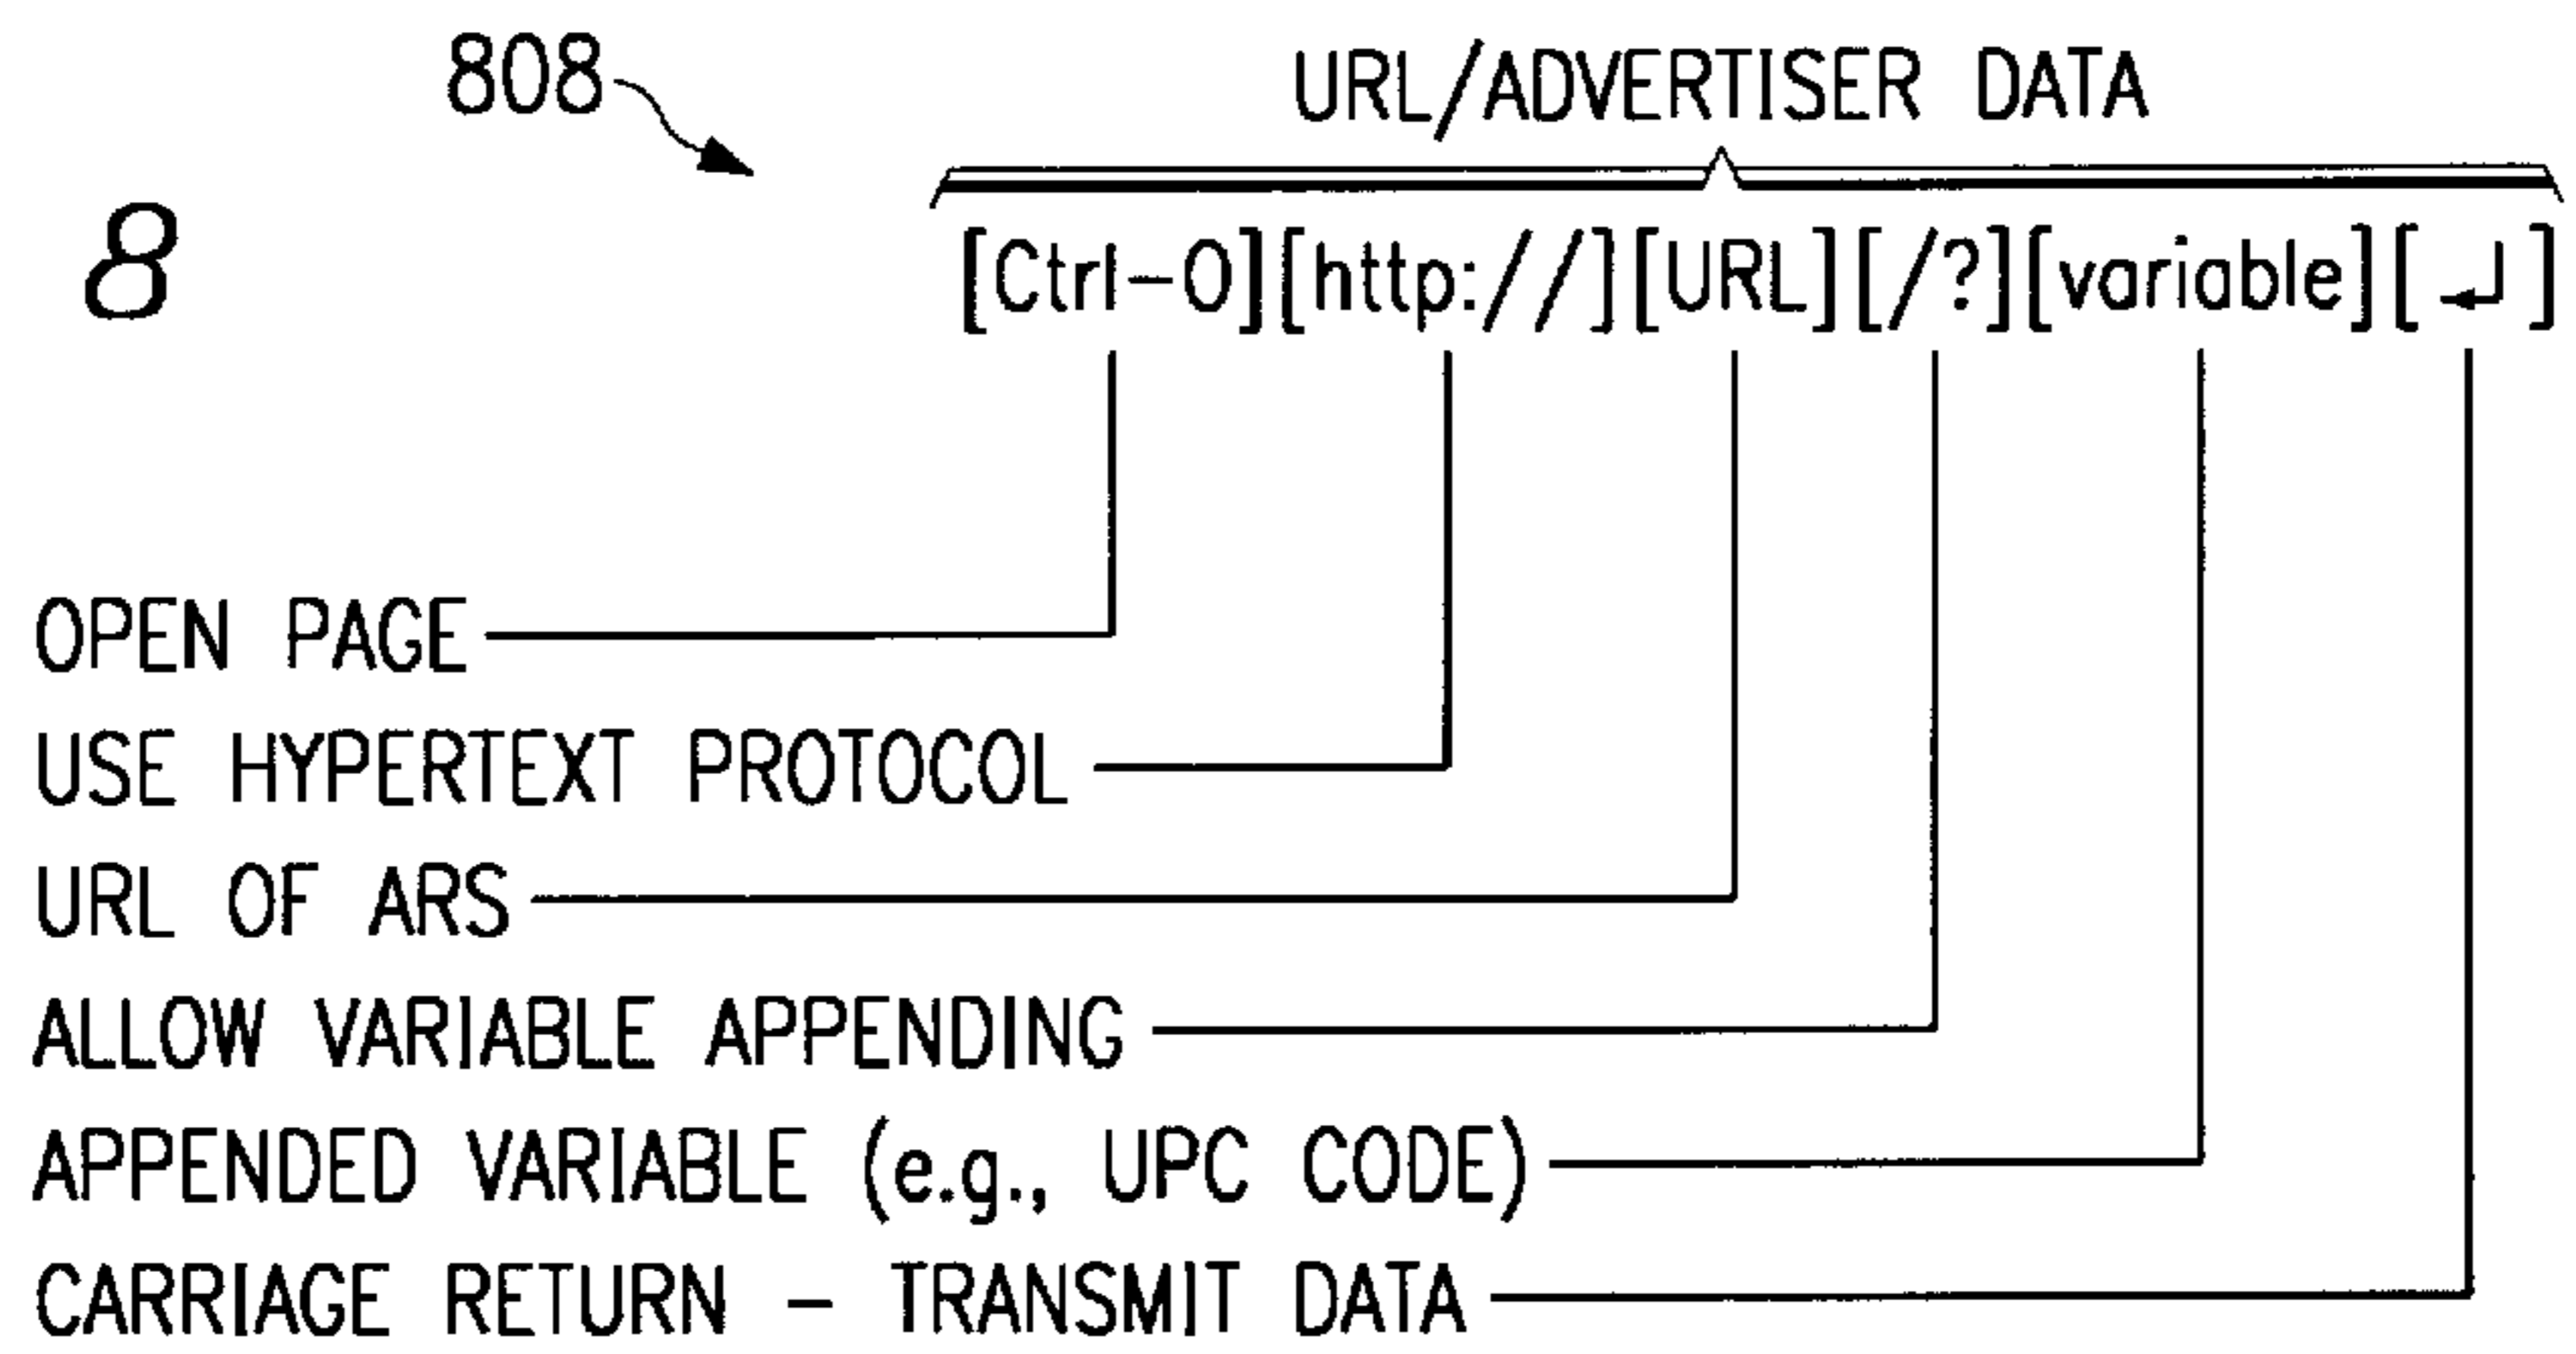 808
URL/ADVERTISER DATA
8
[Ctrl-O][http://][URL][/?][variable][↵]
OPEN PAGE
USE HYPERTEXT PROTOCOL
URL OF ARS
ALLOW VARIABLE APPENDING
APPENDED VARIABLE (e.g., UPC CODE)
CARRIAGE RETURN - TRANSMIT DATA